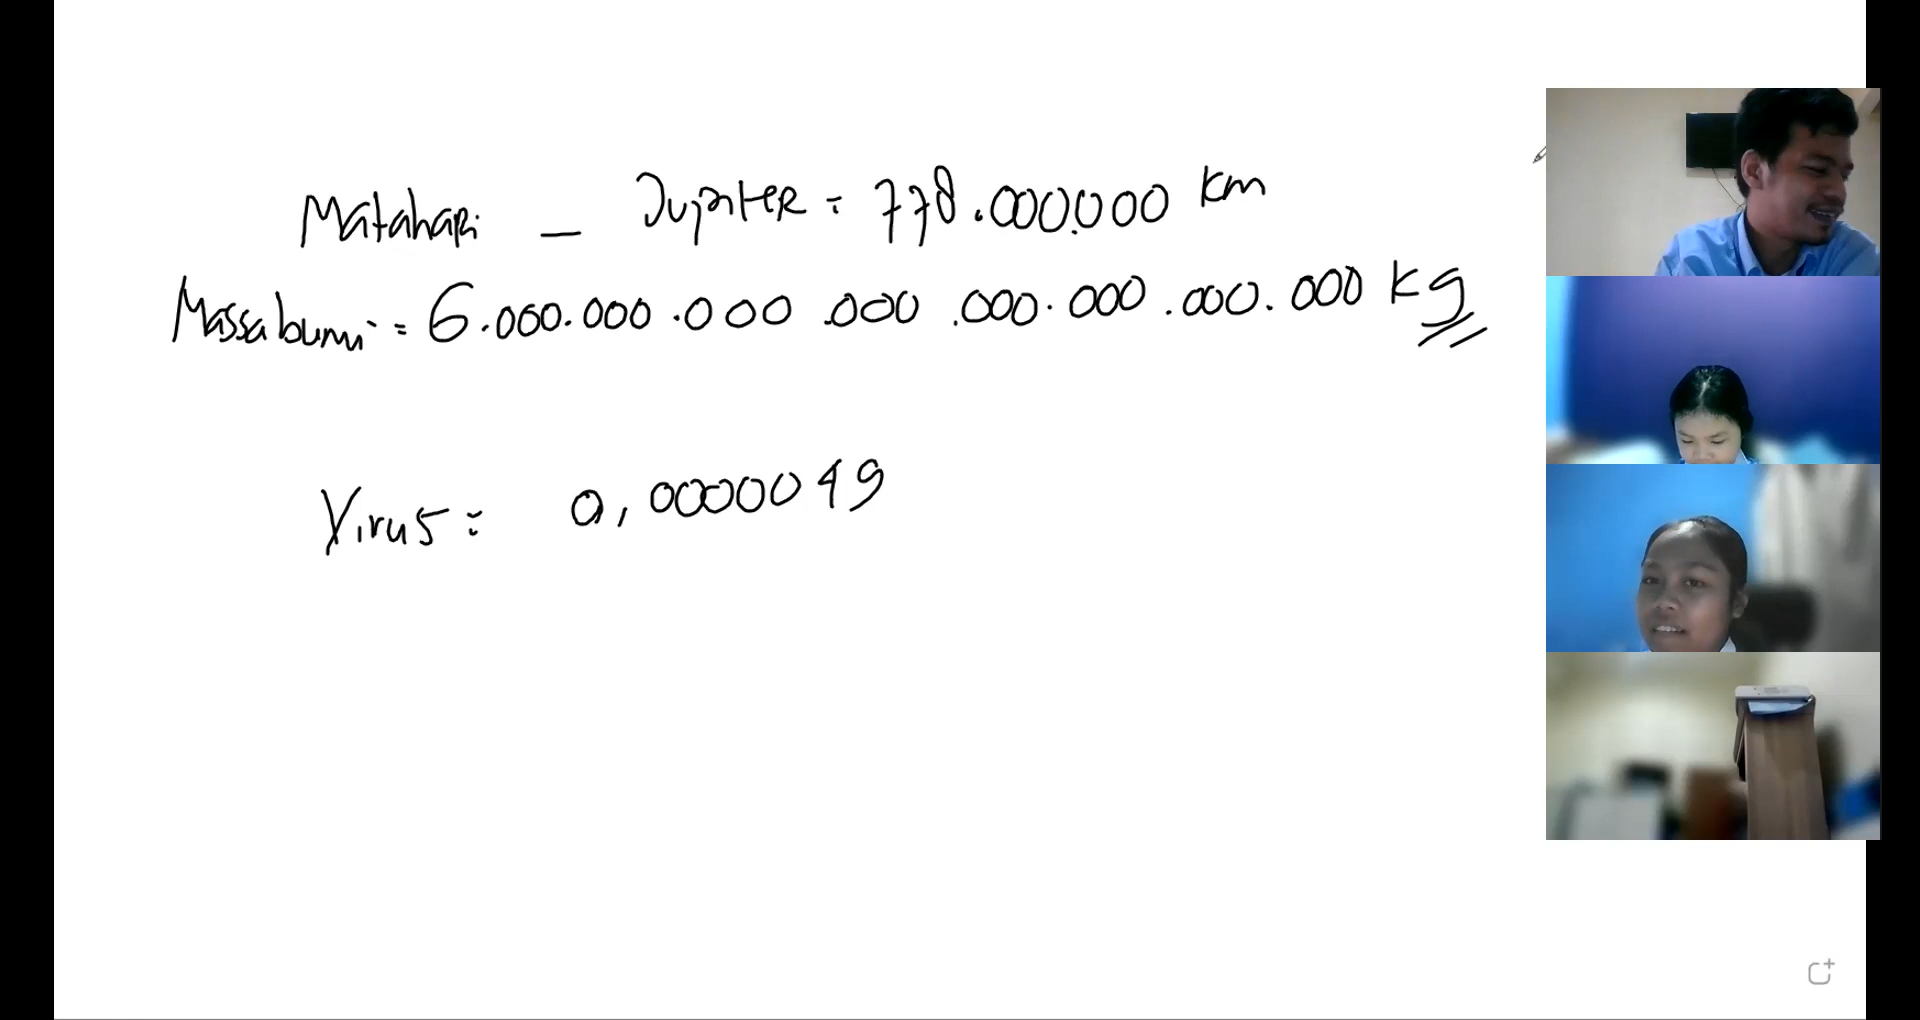 Matahari _ Jupiter = 778.000.000 km
Massa bumi = 6.000.000.000.000.000.000.000.000 kg
Virus = 0,0000049